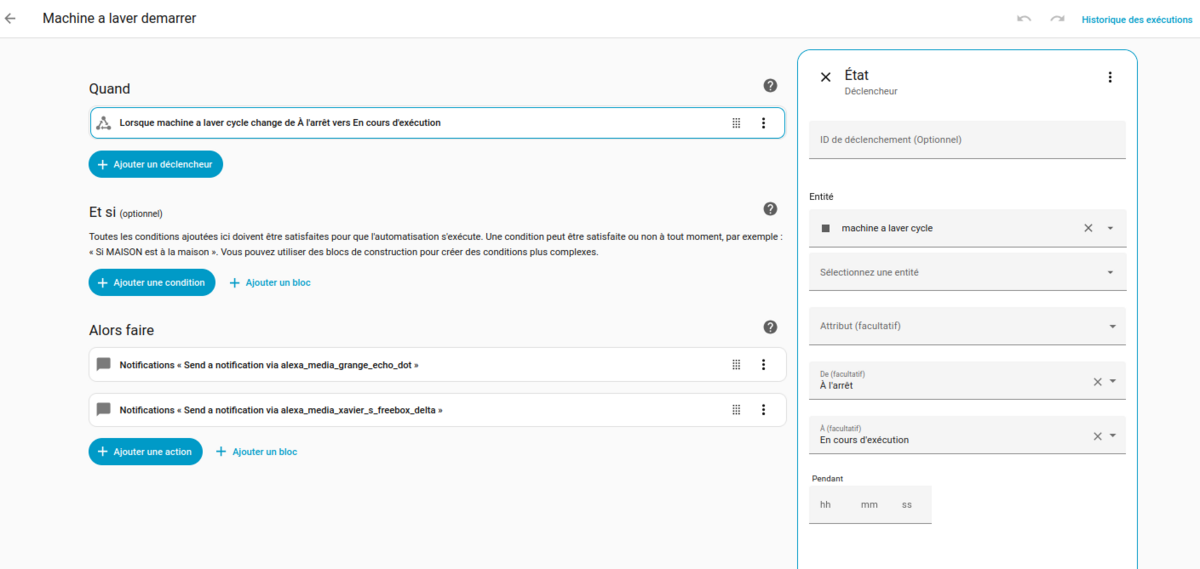 Machine a laver demarrer
Historique des exécutions
Quand
Lorsque machine a laver cycle change de À l'arrêt vers En cours d'exécution
Ajouter un déclencheur
Et si (optionnel)
Toutes les conditions ajoutées ici doivent être satisfaites pour que l'automatisation s'exécute. Une condition peut être satisfaite ou non à tout moment, par exemple :
« Si MAISON est à la maison ». Vous pouvez utiliser des blocs de construction pour créer des conditions plus complexes.
Ajouter une condition
Ajouter un bloc
Alors faire
Notifications « Send a notification via alexa_media_grange_echo_dot »
Notifications « Send a notification via alexa_media_xavier_s_freebox_delta »
Ajouter une action
Ajouter un bloc
État
Déclencheur
ID de déclenchement (Optionnel)
Entité
machine a laver cycle
Sélectionnez une entité
Attribut (facultatif)
De (facultatif)
À l'arrêt
À (facultatif)
En cours d'exécution
Pendant
hh mm ss